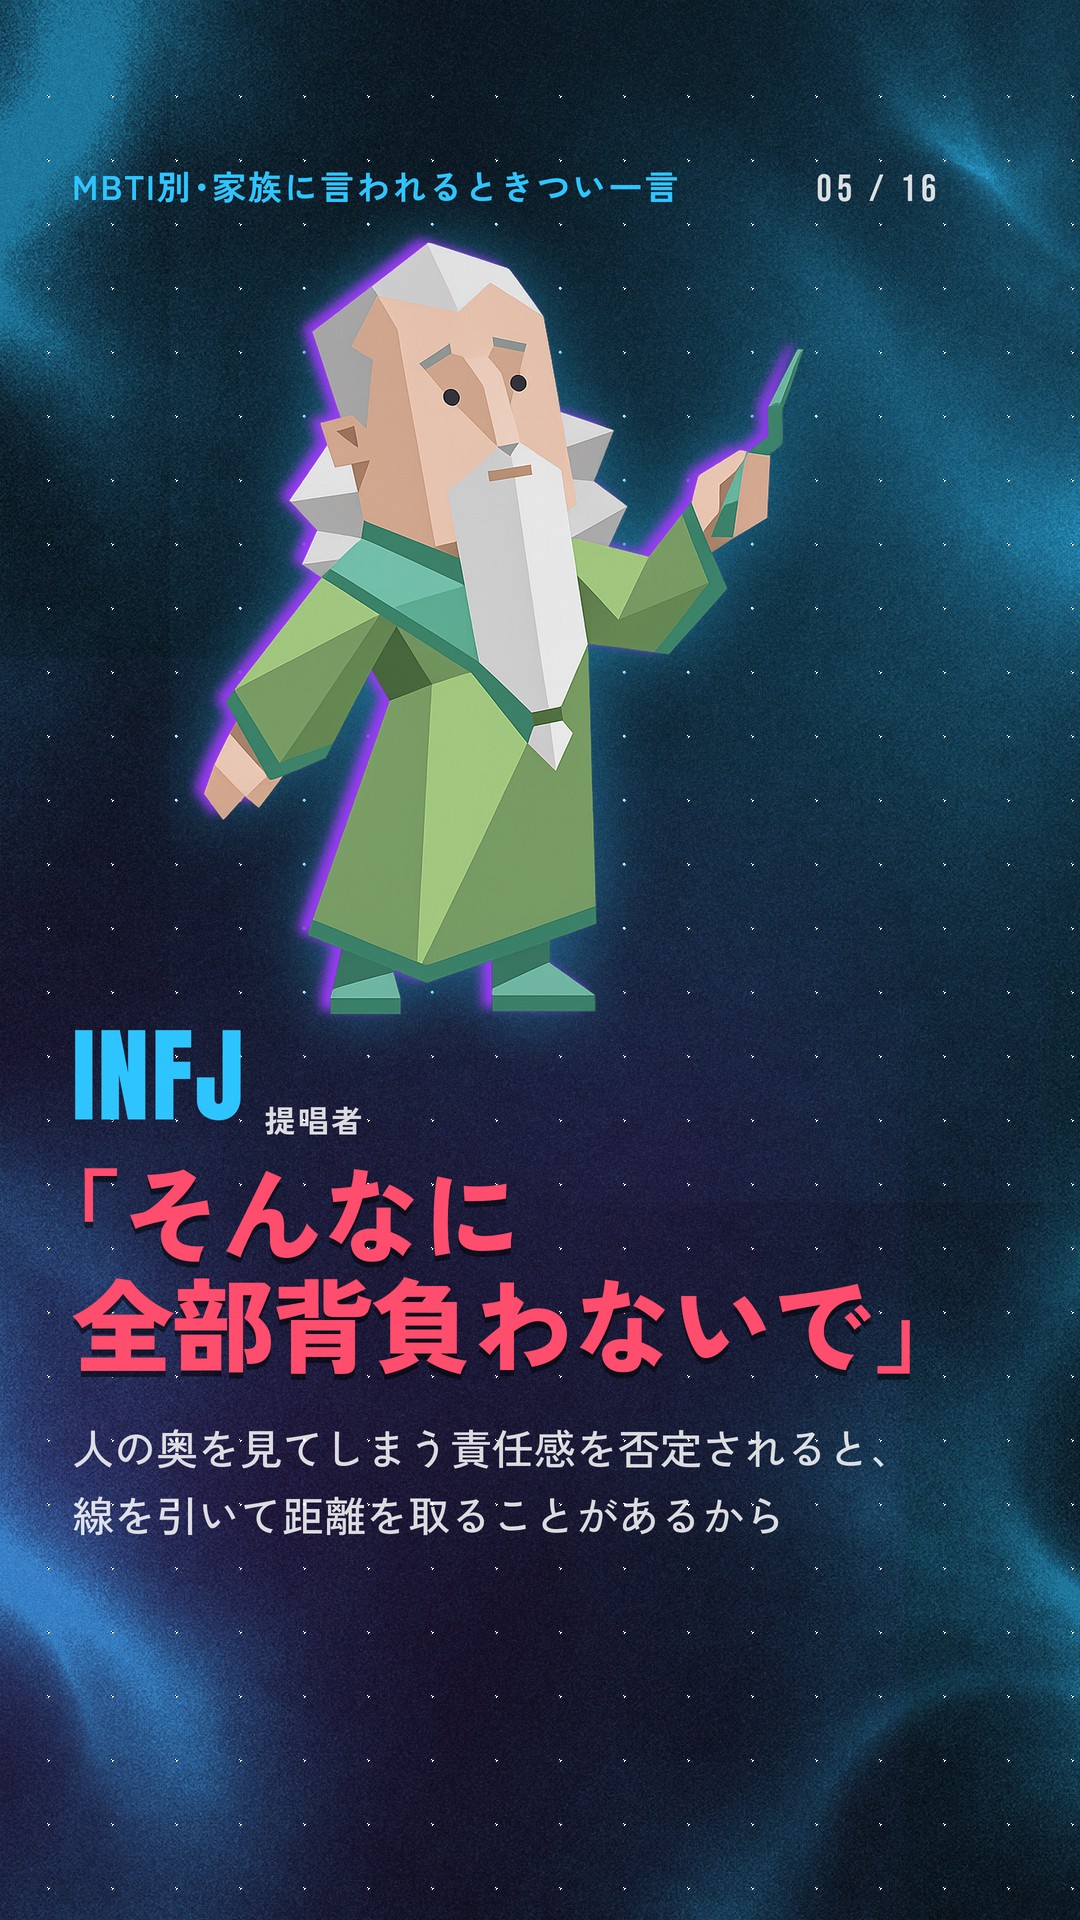 MBTI別・家族に言われるときつい一言
05 / 16
INFJ
提唱者
「そんなに
全部背負わないで」
人の奥を見てしまう責任感を否定されると、
線を引いて距離を取ることがあるから